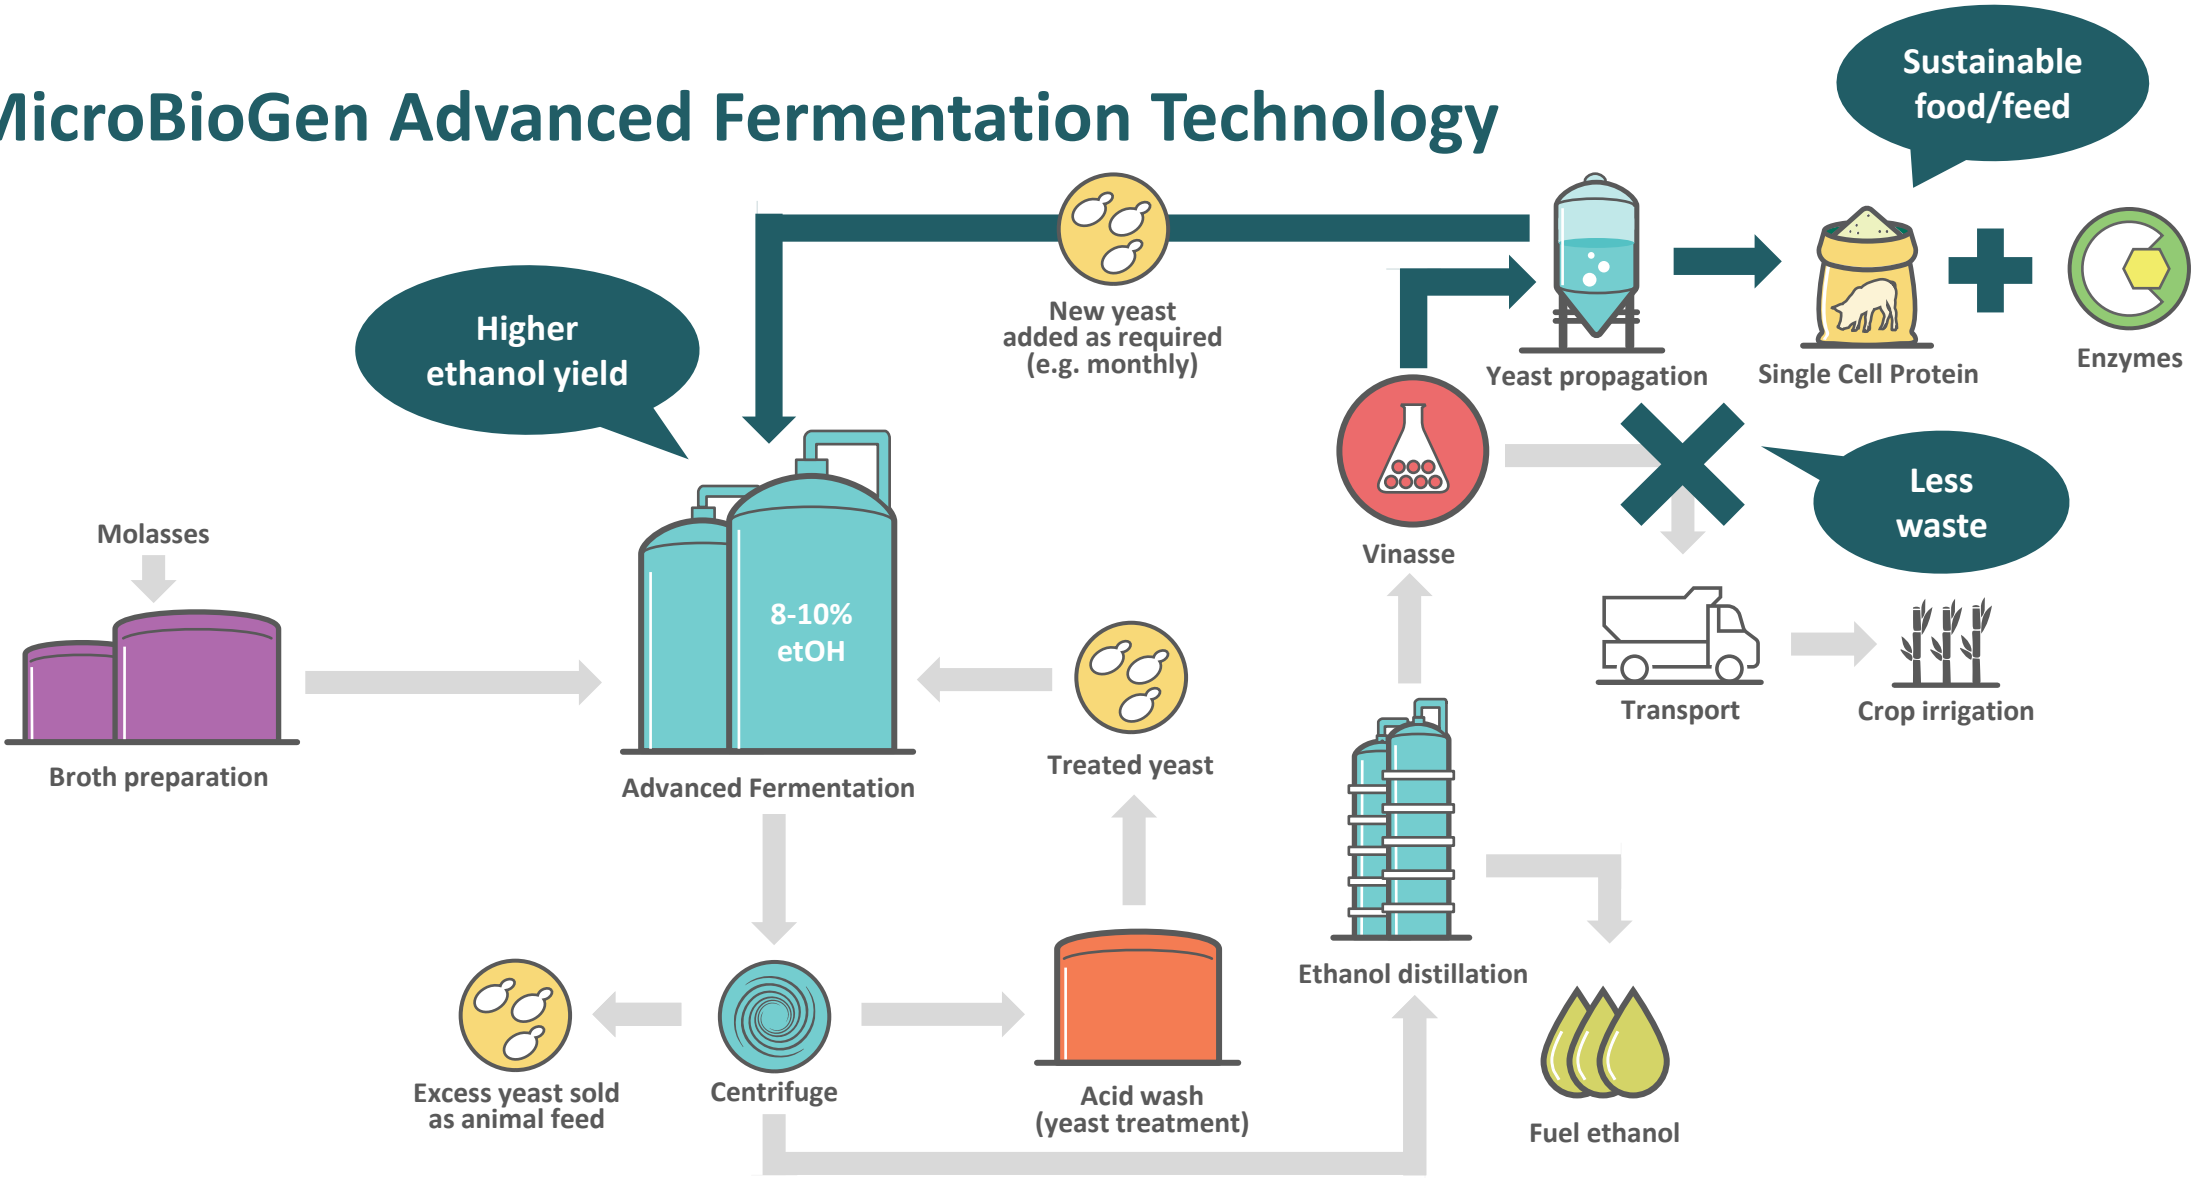 MicroBioGen Advanced Fermentation Technology
Sustainable
food/feed
Higher
ethanol yield
New yeast
added as required
(e.g. monthly)
Yeast propagation
Single Cell Protein
Enzymes
Less
waste
Vinasse
Molasses
8-10%
etOH
Broth preparation
Advanced Fermentation
Treated yeast
Transport
Crop irrigation
Ethanol distillation
Excess yeast sold
as animal feed
Centrifuge
Acid wash
(yeast treatment)
Fuel ethanol